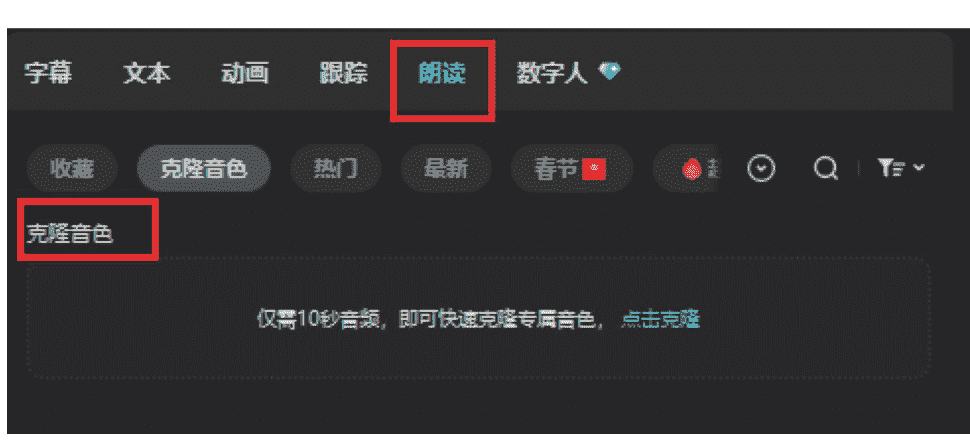 字幕 文本 动画 跟踪 朗读 数字人
收藏 克隆音色 热门 最新 春节
克隆音色
仅需10秒音频，即可快速克隆专属音色，点击克隆